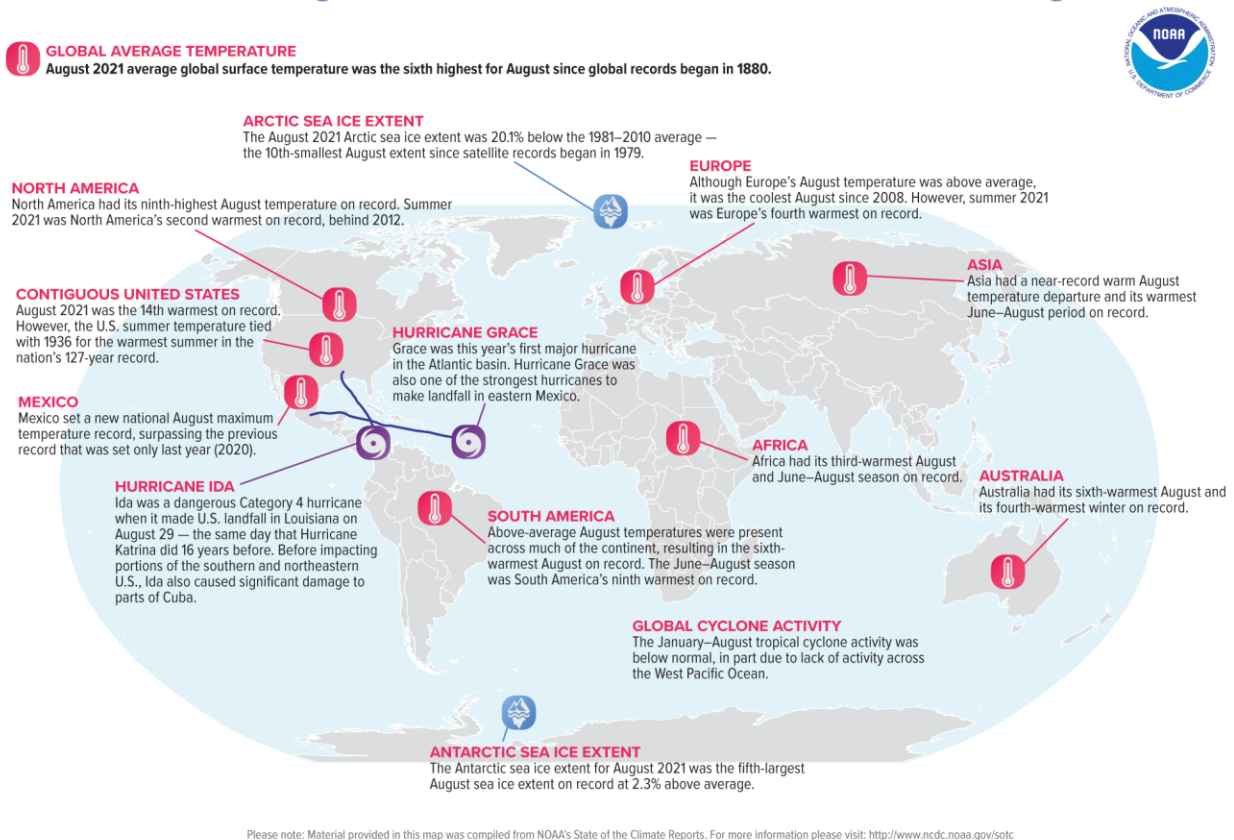 GLOBAL AVERAGE TEMPERATURE
August 2021 average global surface temperature was the sixth highest for August since global records began in 1880.
NATIONAL OCEANIC AND ATMOSPHERIC ADMINISTRATION
NOAA
U.S. DEPARTMENT OF COMMERCE
ARCTIC SEA ICE EXTENT
The August 2021 Arctic sea ice extent was 20.1% below the 1981–2010 average —
the 10th-smallest August extent since satellite records began in 1979.
EUROPE
Although Europe's August temperature was above average,
it was the coolest August since 2008. However, summer 2021
was Europe's fourth warmest on record.
NORTH AMERICA
North America had its ninth-highest August temperature on record. Summer
2021 was North America's second warmest on record, behind 2012.
ASIA
Asia had a near-record warm August
temperature departure and its warmest
June–August period on record.
CONTIGUOUS UNITED STATES
August 2021 was the 14th warmest on record.
However, the U.S. summer temperature tied
with 1936 for the warmest summer in the
nation's 127-year record.
HURRICANE GRACE
Grace was this year's first major hurricane
in the Atlantic basin. Hurricane Grace was
also one of the strongest hurricanes to
make landfall in eastern Mexico.
MEXICO
Mexico set a new national August maximum
temperature record, surpassing the previous
record that was set only last year (2020).
AFRICA
Africa had its third-warmest August
and June–August season on record.
AUSTRALIA
Australia had its sixth-warmest August and
its fourth-warmest winter on record.
HURRICANE IDA
Ida was a dangerous Category 4 hurricane
when it made U.S. landfall in Louisiana on
August 29 — the same day that Hurricane
Katrina did 16 years before. Before impacting
portions of the southern and northeastern
U.S., Ida also caused significant damage to
parts of Cuba.
SOUTH AMERICA
Above-average August temperatures were present
across much of the continent, resulting in the sixth-
warmest August on record. The June–August season
was South America's ninth warmest on record.
GLOBAL CYCLONE ACTIVITY
The January–August tropical cyclone activity was
below normal, in part due to lack of activity across
the West Pacific Ocean.
ANTARCTIC SEA ICE EXTENT
The Antarctic sea ice extent for August 2021 was the fifth-largest
August sea ice extent on record at 2.3% above average.
Please note: Material provided in this map was compiled from NOAA's State of the Climate Reports. For more information please visit: http://www.ncdc.noaa.gov/sotc